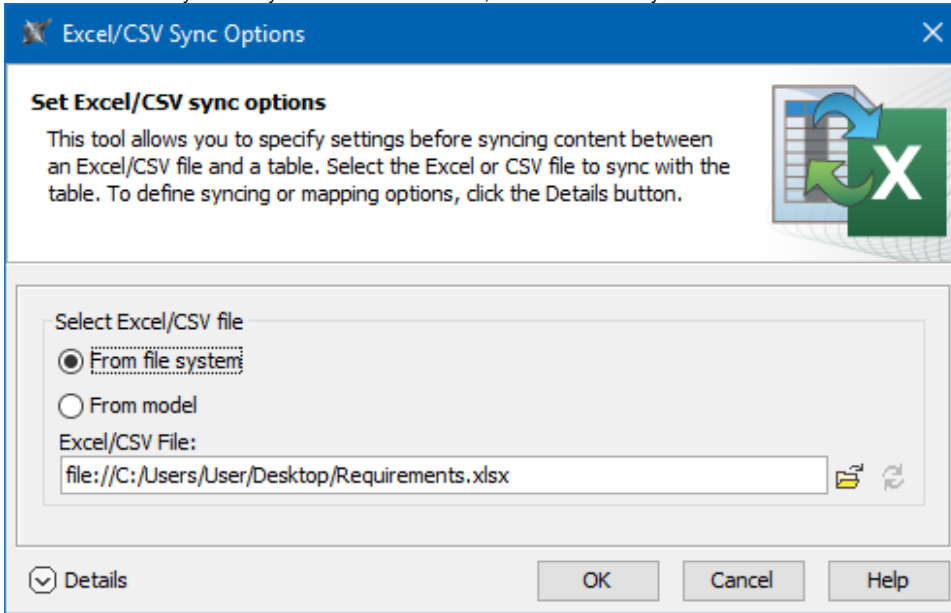 Excel/CSV Sync Options
Set Excel/CSV sync options
This tool allows you to specify settings before syncing content between
an Excel/CSV file and a table. Select the Excel or CSV file to sync with the
table. To define syncing or mapping options, click the Details button.
X
Select Excel/CSV file
From file system
From model
Excel/CSV File:
file://C:/Users/User/Desktop/Requirements.xlsx
Details
OK
Cancel
Help